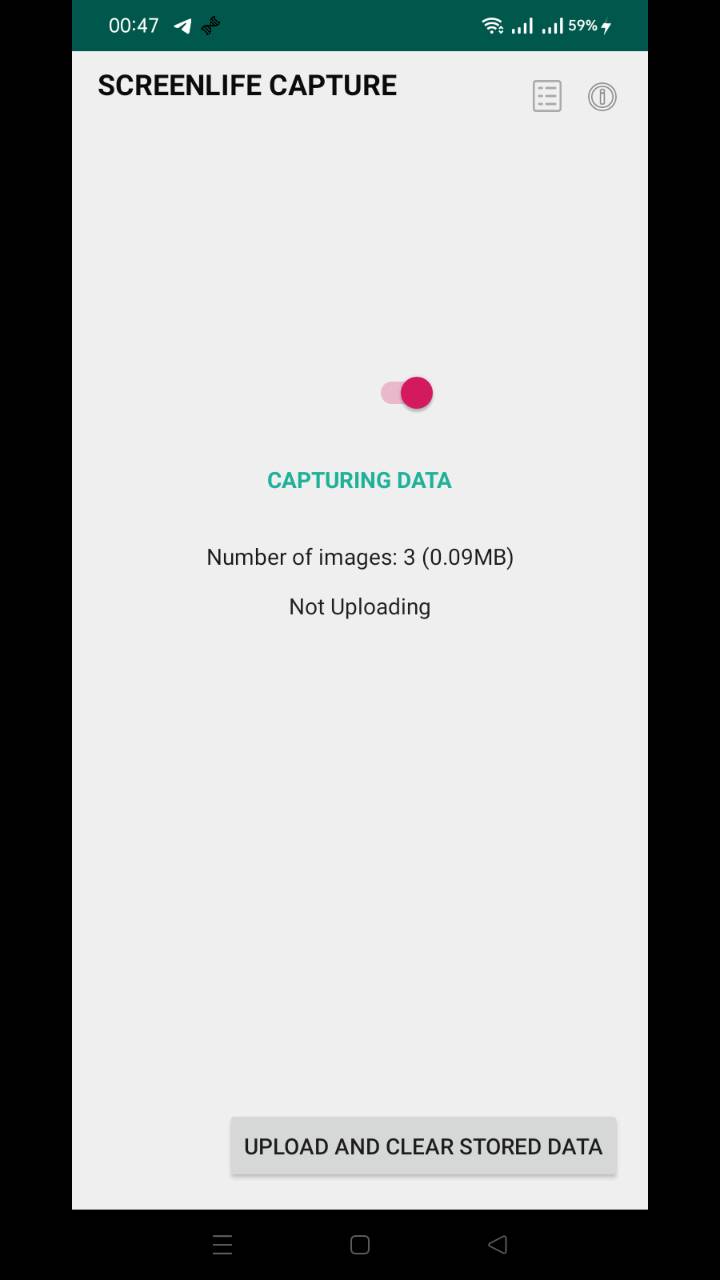 00:47
59%
SCREENLIFE CAPTURE
CAPTURING DATA
Number of images: 3 (0.09MB)
Not Uploading
UPLOAD AND CLEAR STORED DATA